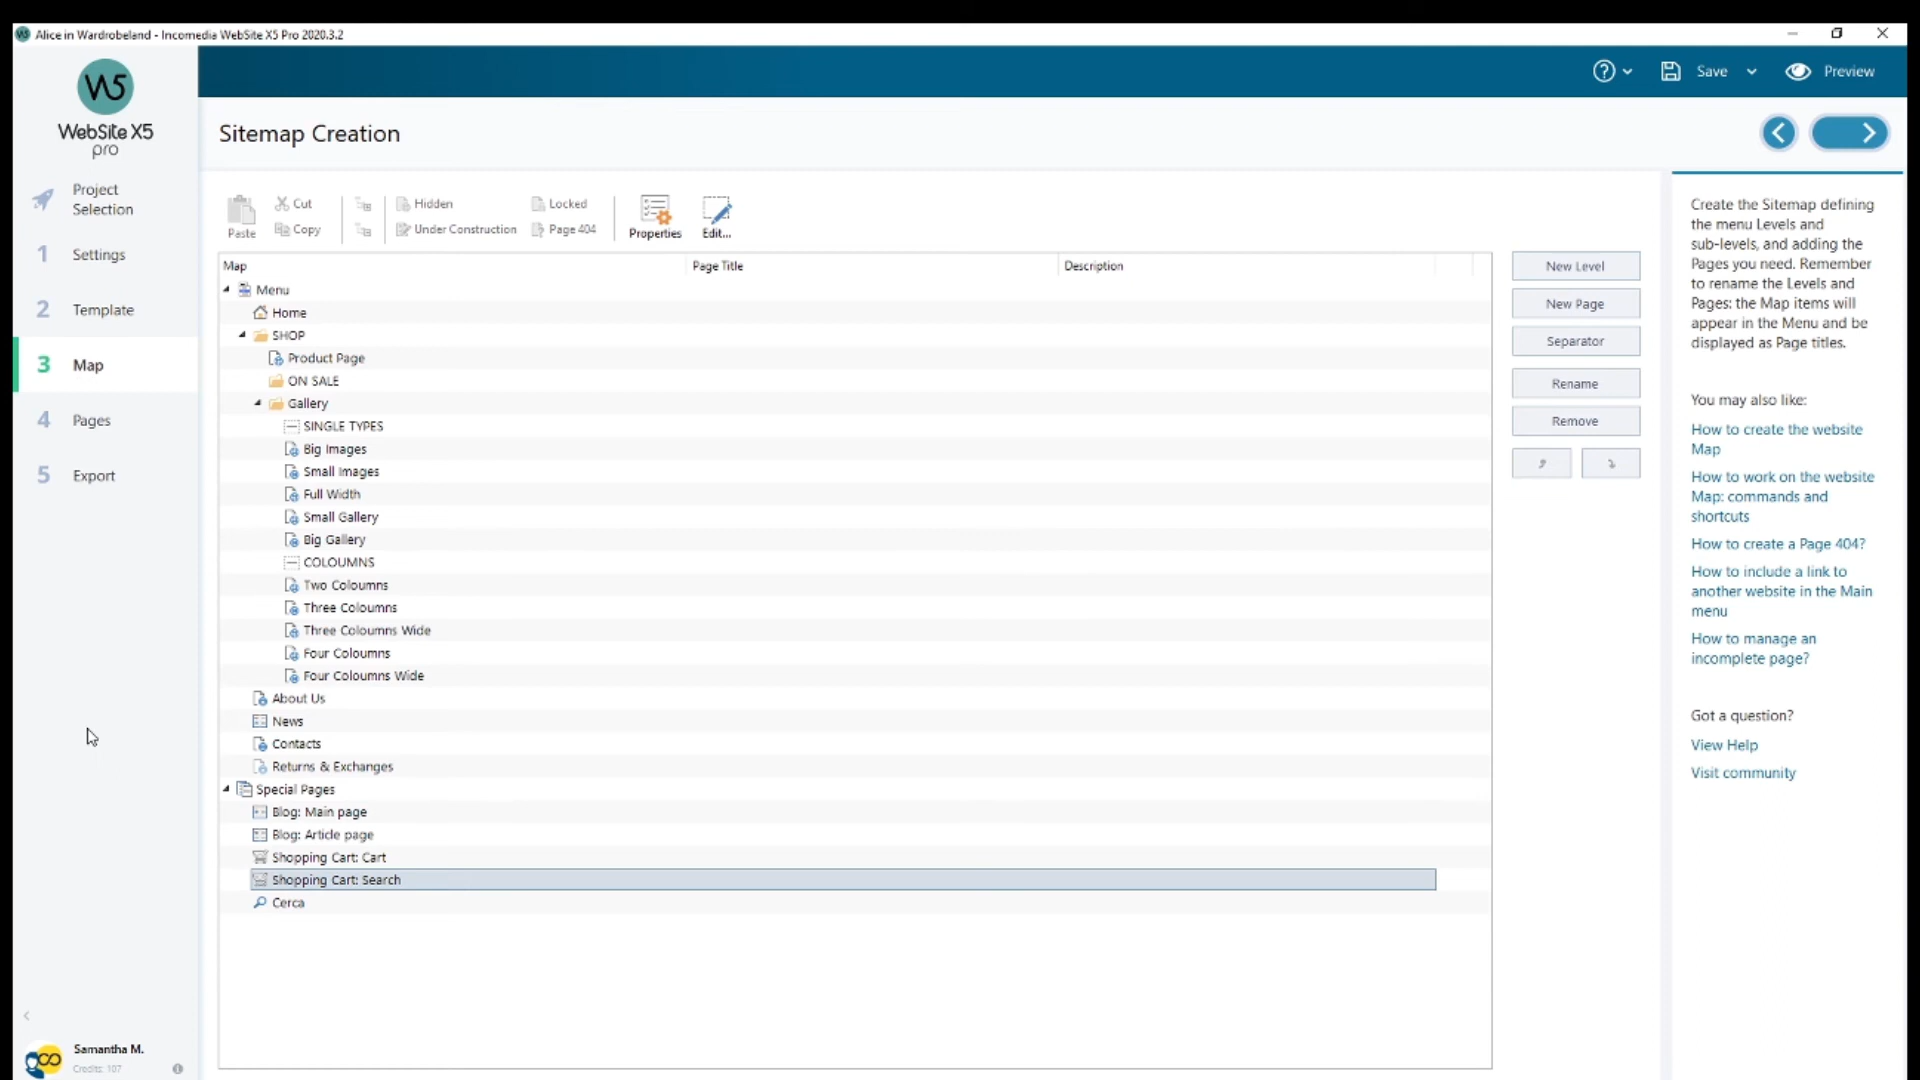 Alice in Wardrobeland - Incomedia WebSite X5 Pro 2020.3.2
Save
Preview
WebSite X5
pro
Sitemap Creation
Project
Selection
1 Settings
2 Template
3 Map
4 Pages
5 Export
Paste
Cut
Copy
Hidden
Under Construction
Locked
Page 404
Properties
Edit...
Map
Page Title
Description
Menu
Home
SHOP
Product Page
ON SALE
Gallery
SINGLE TYPES
Big Images
Small Images
Full Width
Small Gallery
Big Gallery
COLOUMNS
Two Coloumns
Three Coloumns
Three Coloumns Wide
Four Coloumns
Four Coloumns Wide
About Us
News
Contacts
Returns & Exchanges
Special Pages
Blog: Main page
Blog: Article page
Shopping Cart: Cart
Shopping Cart: Search
Cerca
New Level
New Page
Separator
Rename
Remove
Create the Sitemap defining
the menu Levels and
sub-levels, and adding the
Pages you need. Remember
to rename the Levels and
Pages: the Map items will
appear in the Menu and be
displayed as Page titles.
You may also like:
How to create the website
Map
How to work on the website
Map: commands and
shortcuts
How to create a Page 404?
How to include a link to
another website in the Main
menu
How to manage an
incomplete page?
Got a question?
View Help
Visit community
Samantha M.
Credits: 107